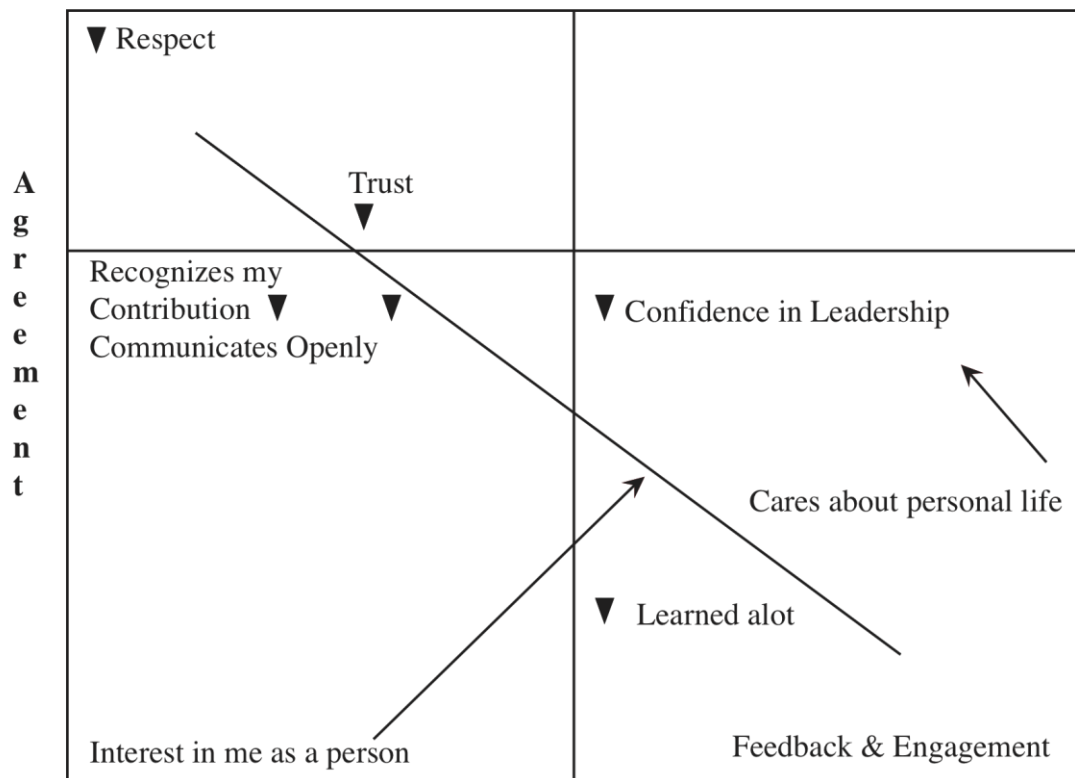 Respect
Agreement
Trust
Recognizes my
Contribution
Communicates Openly
Confidence in Leadership
Cares about personal life
Learned alot
Interest in me as a person
Feedback & Engagement